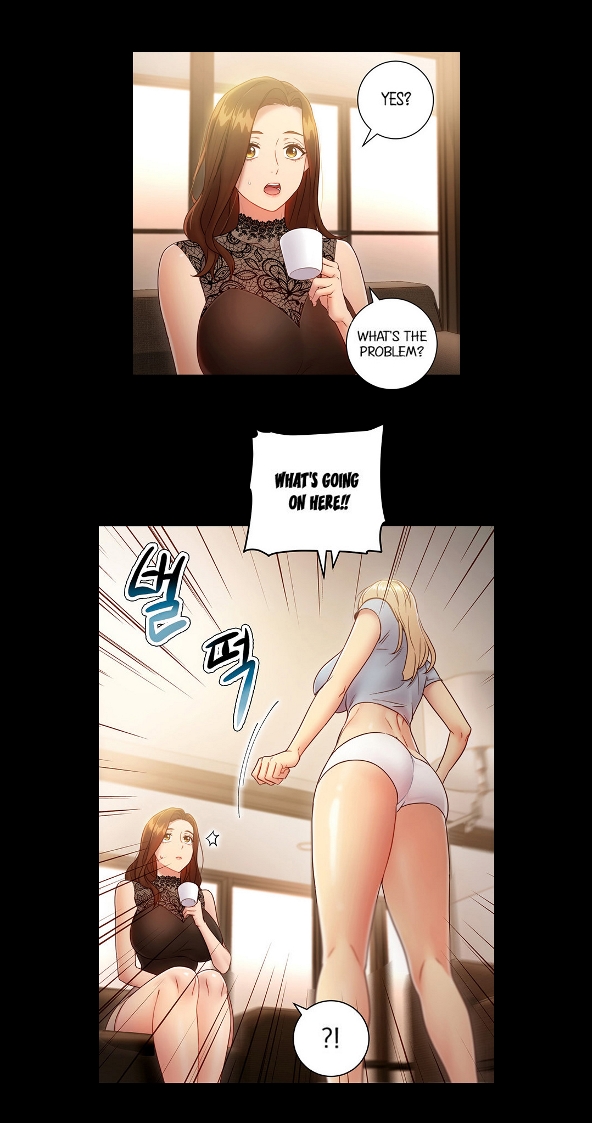 YES?
WHAT'S THE
PROBLEM?
WHAT'S GOING
ON HERE!!
벌
떡
?!